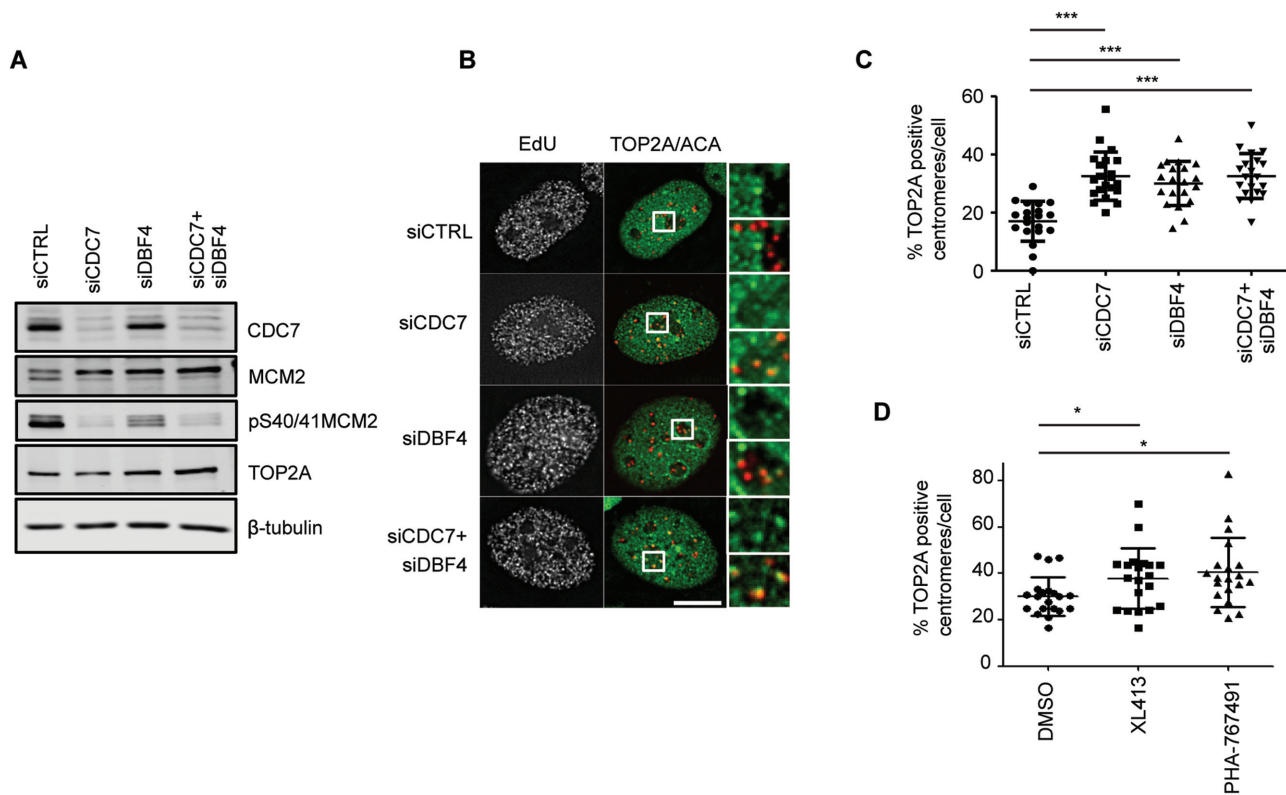 A
siCTRL
siCDC7
siDBF4
siCDC7+
siDBF4
CDC7
MCM2
pS40/41MCM2
TOP2A
β-tubulin
B
EdU
TOP2A/ACA
siCTRL
siCDC7
siDBF4
siCDC7+
siDBF4
C
***
***
***
% TOP2A positive
centromeres/cell
60
40
20
0
siCTRL
siCDC7
siDBF4
siCDC7+
siDBF4
D
*
*
% TOP2A positive
centromeres/cell
80
60
40
20
0
DMSO
XL413
PHA-767491